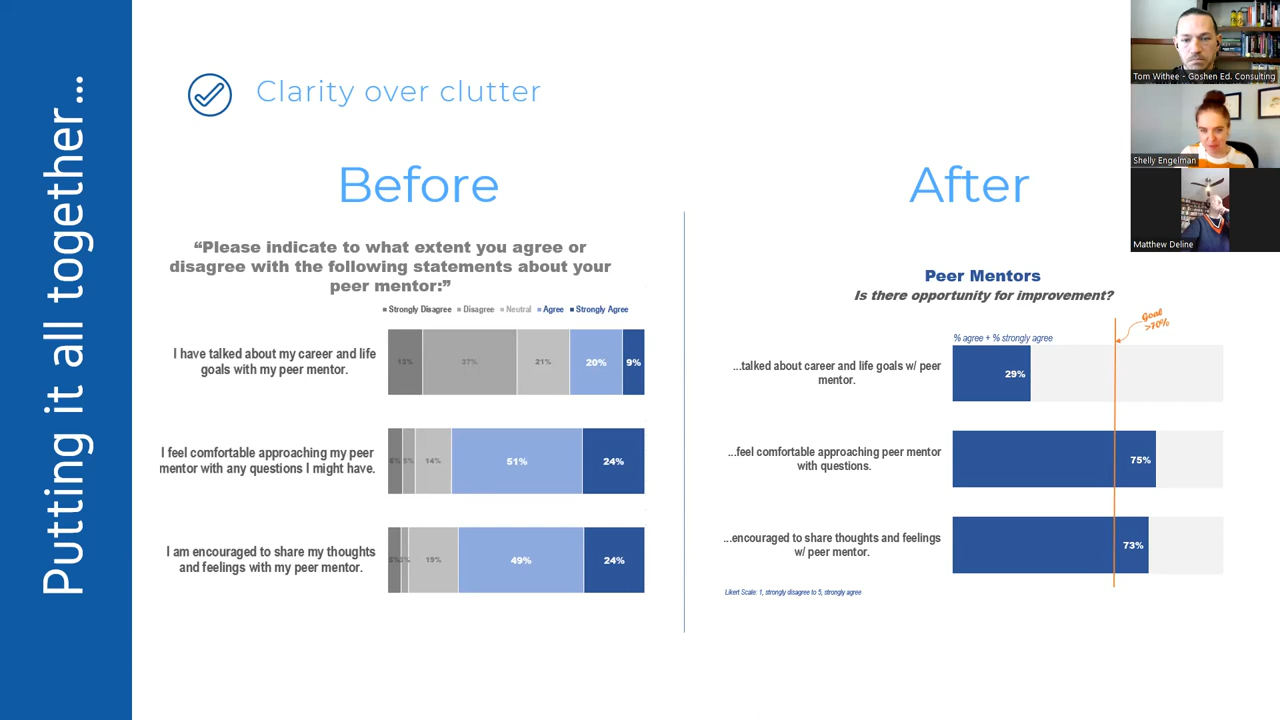 Putting it all together...
Clarity over clutter
Before
"Please indicate to what extent you agree or
disagree with the following statements about your
peer mentor:"
Strongly Disagree Disagree Neutral Agree Strongly Agree
I have talked about my career and life
goals with my peer mentor.
13% 37% 21% 20% 9%
I feel comfortable approaching my peer
mentor with any questions I might have.
14% 51% 24%
I am encouraged to share my thoughts
and feelings with my peer mentor.
19% 49% 24%
After
Peer Mentors
Is there opportunity for improvement?
Goal
% agree + % strongly agree
...talked about career and life goals w/ peer
mentor.
29%
...feel comfortable approaching peer mentor
with questions.
75%
...encouraged to share thoughts and feelings
w/ peer mentor.
73%
Likert Scale: 1, strongly disagree to 5, strongly agree
Tom Withee - Goshen Ed. Consulting
Shelly Engelman
Matthew Deline